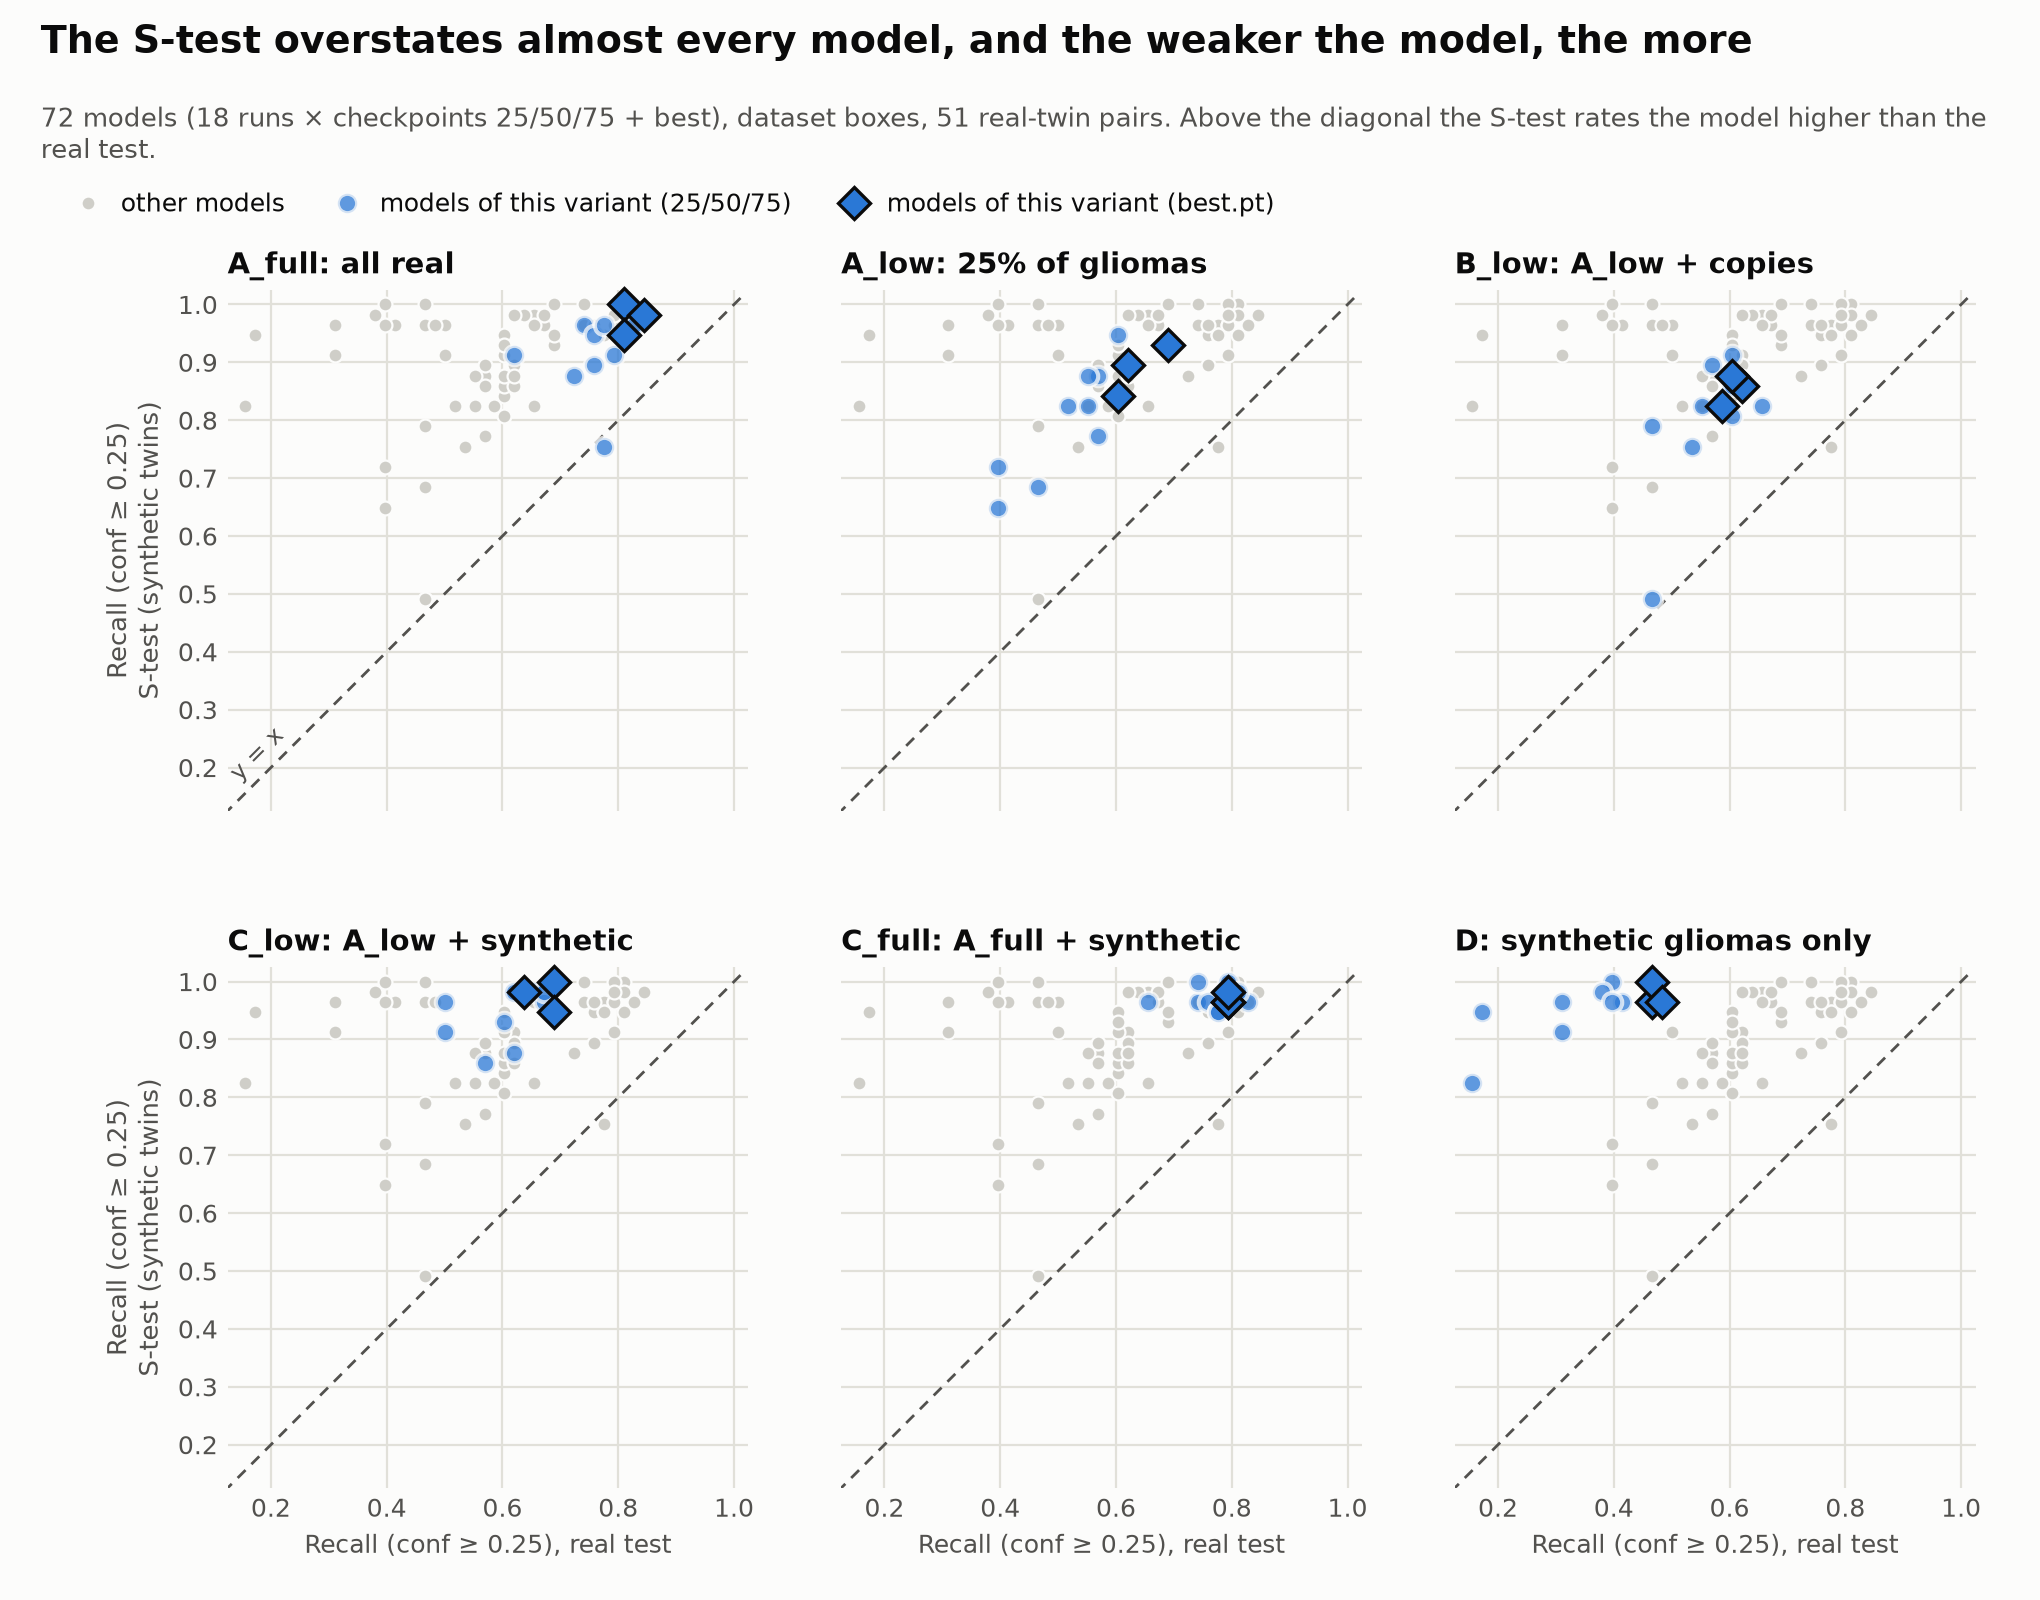 The S-test overstates almost every model, and the weaker the model, the more
72 models (18 runs × checkpoints 25/50/75 + best), dataset boxes, 51 real-twin pairs. Above the diagonal the S-test rates the model higher than the
real test.
other models
models of this variant (25/50/75)
models of this variant (best.pt)
A_full: all real
A_low: 25% of gliomas
B_low: A_low + copies
Recall (conf ≥ 0.25)
S-test (synthetic twins)
1.0
0.9
0.8
0.7
0.6
0.5
0.4
0.3
0.2
y = x
C_low: A_low + synthetic
C_full: A_full + synthetic
D: synthetic gliomas only
Recall (conf ≥ 0.25)
S-test (synthetic twins)
1.0
0.9
0.8
0.7
0.6
0.5
0.4
0.3
0.2
0.2 0.4 0.6 0.8 1.0
0.2 0.4 0.6 0.8 1.0
0.2 0.4 0.6 0.8 1.0
Recall (conf ≥ 0.25), real test
Recall (conf ≥ 0.25), real test
Recall (conf ≥ 0.25), real test